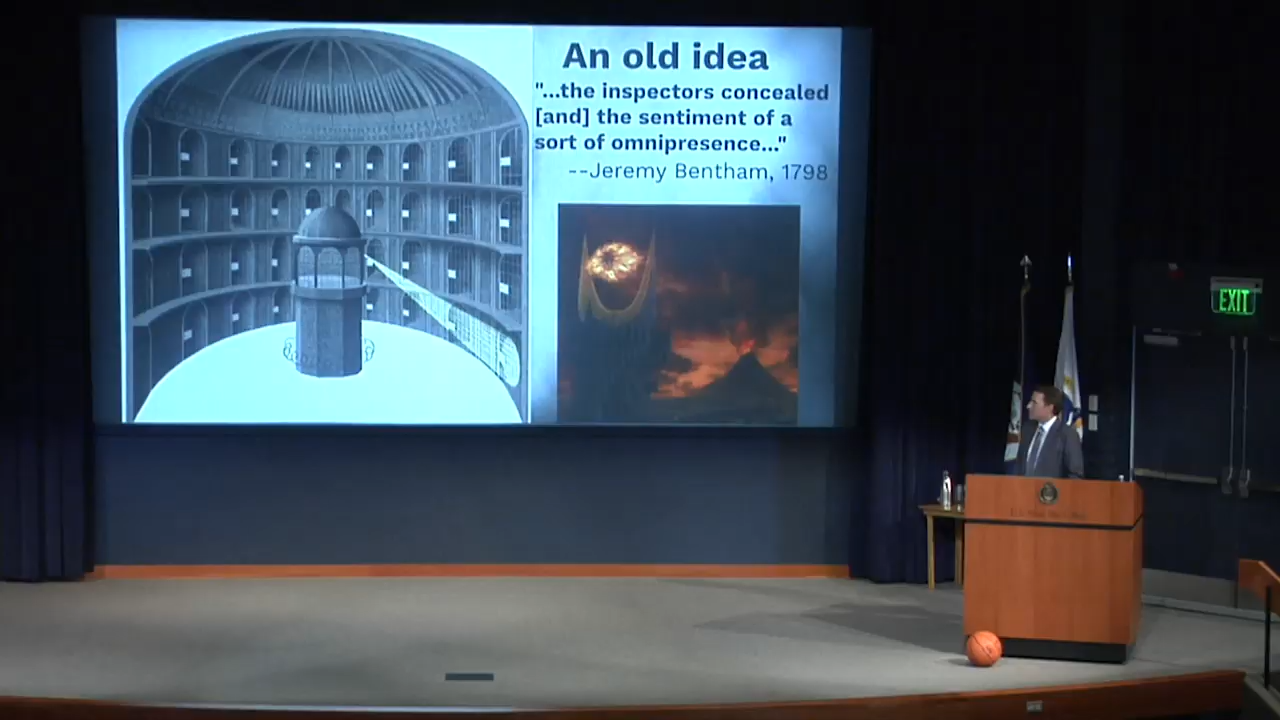 An old idea
"...the inspectors concealed
[and] the sentiment of a
sort of omnipresence..."
--Jeremy Bentham, 1798
EXIT